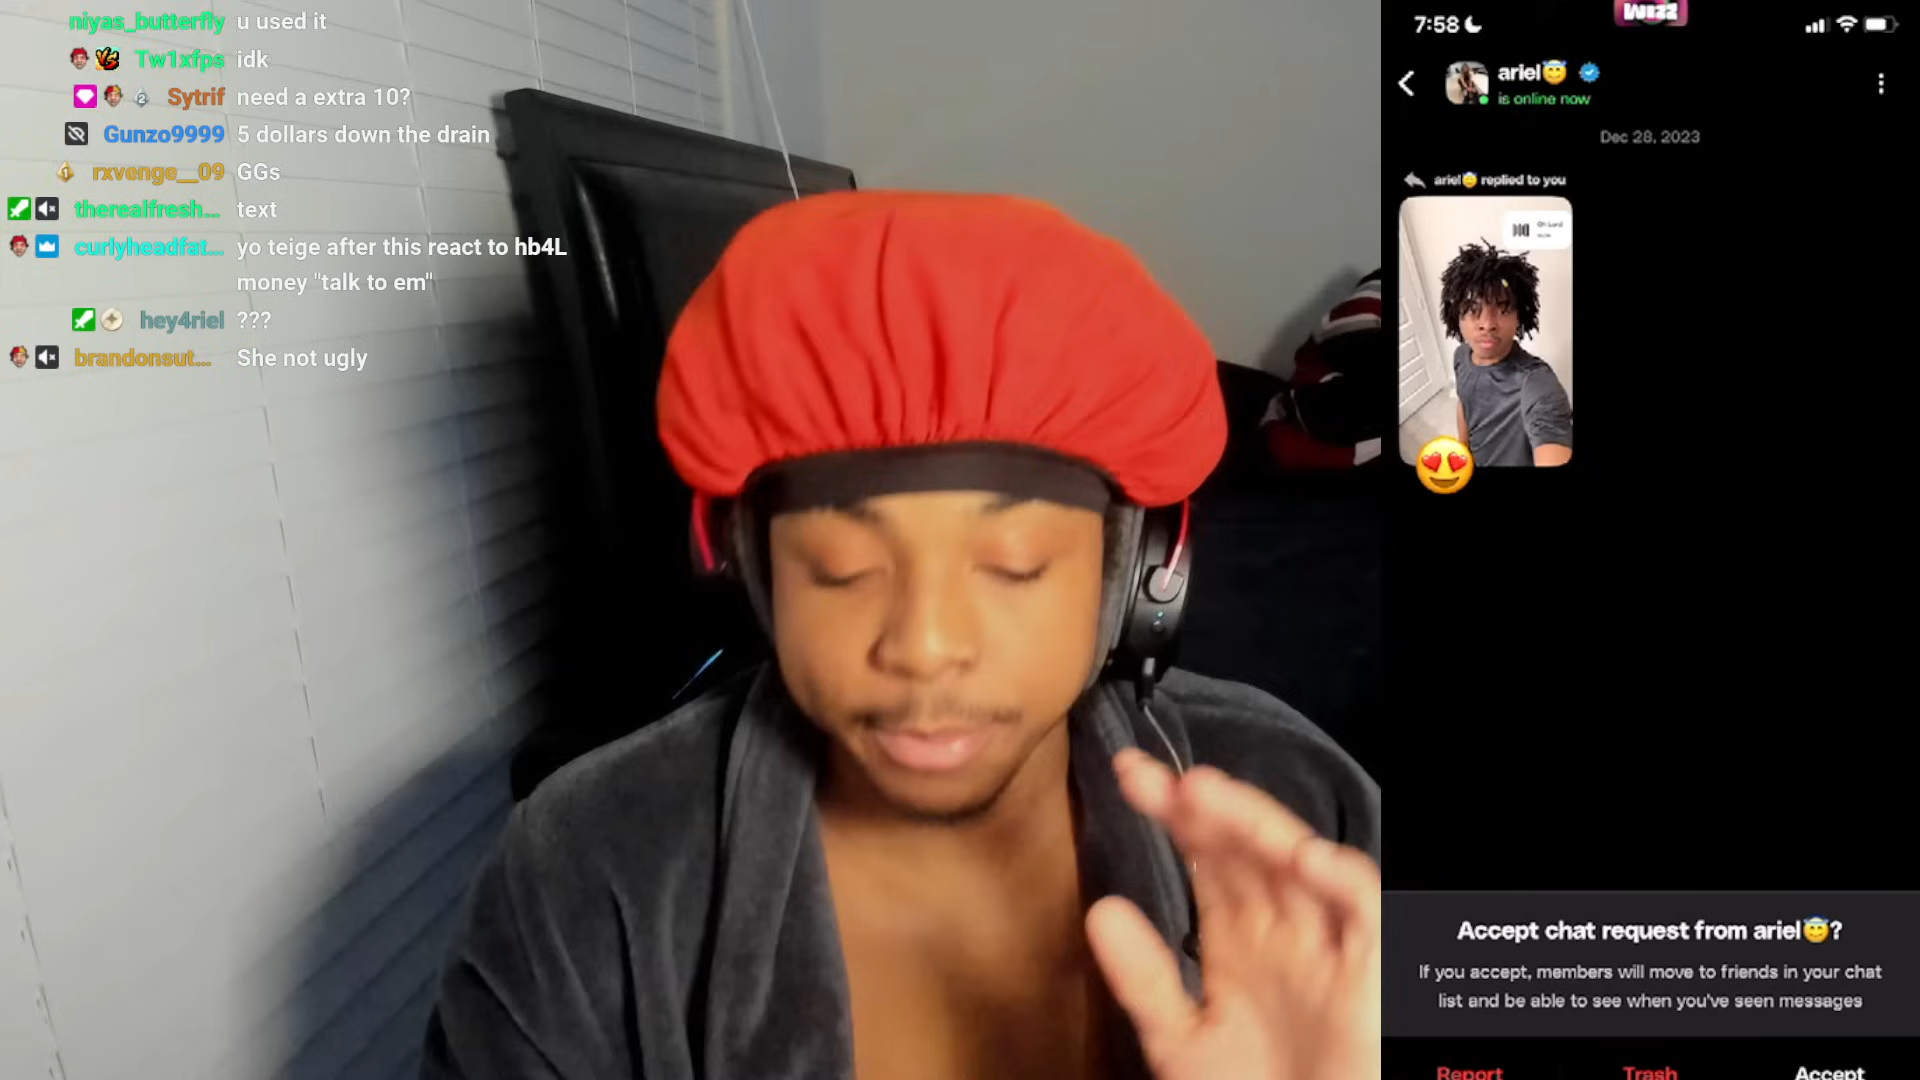 niyas_butterfly u used it
Tw1xfps idk
Sytrif need a extra 10?
Gunzo9999 5 dollars down the drain
rxvenge__09 GGs
therealfresh... text
curlyheadfat... yo teige after this react to hb4L
money "talk to em"
hey4riel ???
brandonsut... She not ugly
wizz
7:58
ariel😇
is online now
Dec 28, 2023
ariel😇 replied to you
Accept chat request from ariel😇?
If you accept, members will move to friends in your chat
list and be able to see when you've seen messages
Report Trash Accept